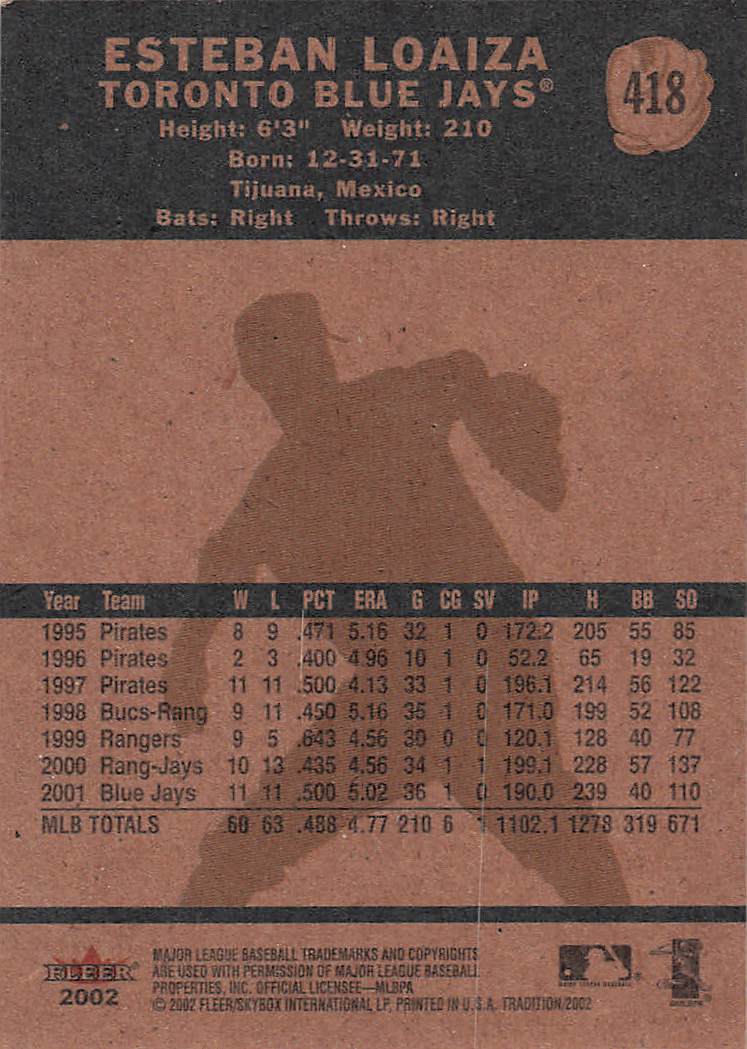 ESTEBAN LOAIZA
418
TORONTO BLUE JAYS®
Height: 6'3" Weight: 210
Born: 12-31-71
Tijuana, Mexico
Bats: Right Throws: Right
Year Team W L PCT ERA G CG SV IP H BB SO
1995 Pirates 8 9 .471 5.16 32 1 0 172.2 205 55 85
1996 Pirates 2 3 .400 4.96 10 1 0 52.2 65 19 32
1997 Pirates 11 11 .500 4.13 33 1 0 196.1 214 56 122
1998 Bucs-Rang 9 11 .450 5.16 35 1 0 171.0 199 52 108
1999 Rangers 9 5 .643 4.56 30 0 0 120.1 128 40 77
2000 Rang-Jays 10 13 .435 4.56 34 1 1 199.1 228 57 137
2001 Blue Jays 11 11 .500 5.02 36 1 0 190.0 239 40 110
MLB TOTALS 60 63 .488 4.77 210 6 1 1102.1 1278 319 671
FLEER
2002
MAJOR LEAGUE BASEBALL TRADEMARKS AND COPYRIGHTS
ARE USED WITH PERMISSION OF MAJOR LEAGUE BASEBALL
PROPERTIES, INC. OFFICIAL LICENSEE—MLBPA
© 2002 FLEER/SKYBOX INTERNATIONAL LP, PRINTED IN U.S.A. TRADITION/2002
MAJOR LEAGUE BASEBALL